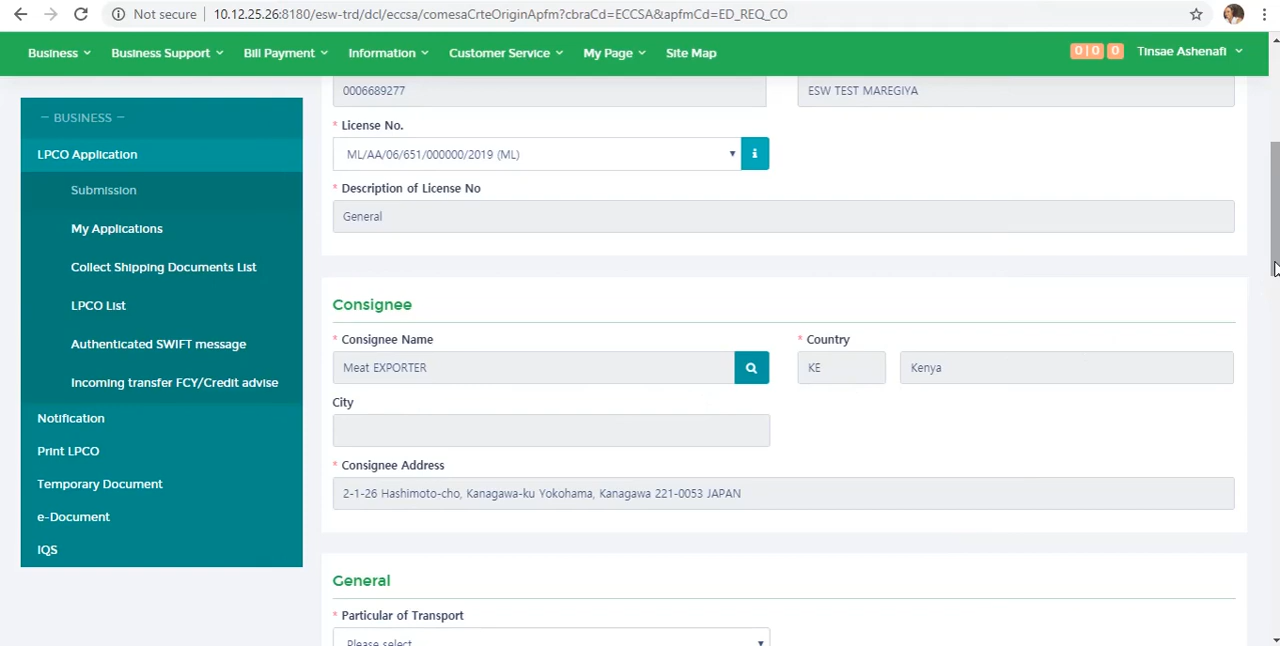 Not secure | 10.12.25.26:8180/esw-trd/dcl/eccsa/comesaCrteOriginApfm?cbraCd=ECCSA&apfmCd=ED_REQ_CO
Business Business Support Bill Payment Information Customer Service My Page Site Map 0|0 0 Tinsae Ashenafi
0006689277 ESW TEST MAREGIYA
* License No.
ML/AA/06/651/000000/2019 (ML)
* Description of License No
General
— BUSINESS —
LPCO Application
Submission
My Applications
Collect Shipping Documents List
LPCO List
Authenticated SWIFT message
Incoming transfer FCY/Credit advise
Notification
Print LPCO
Temporary Document
e-Document
IQS
Consignee
* Consignee Name * Country
Meat EXPORTER KE Kenya
City
* Consignee Address
2-1-26 Hashimoto-cho, Kanagawa-ku Yokohama, Kanagawa 221-0053 JAPAN
General
* Particular of Transport
Please select